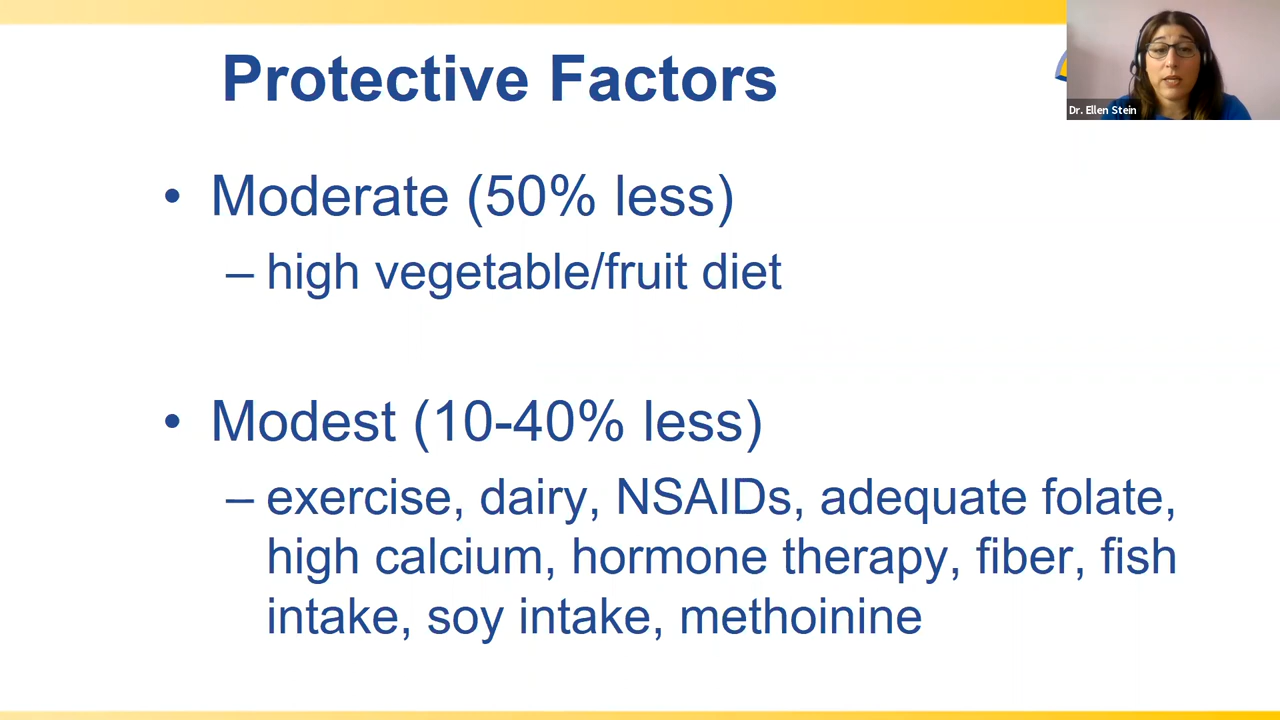 Protective Factors
Dr. Ellen Stein
• Moderate (50% less)
– high vegetable/fruit diet
• Modest (10-40% less)
– exercise, dairy, NSAIDs, adequate folate,
high calcium, hormone therapy, fiber, fish
intake, soy intake, methoinine